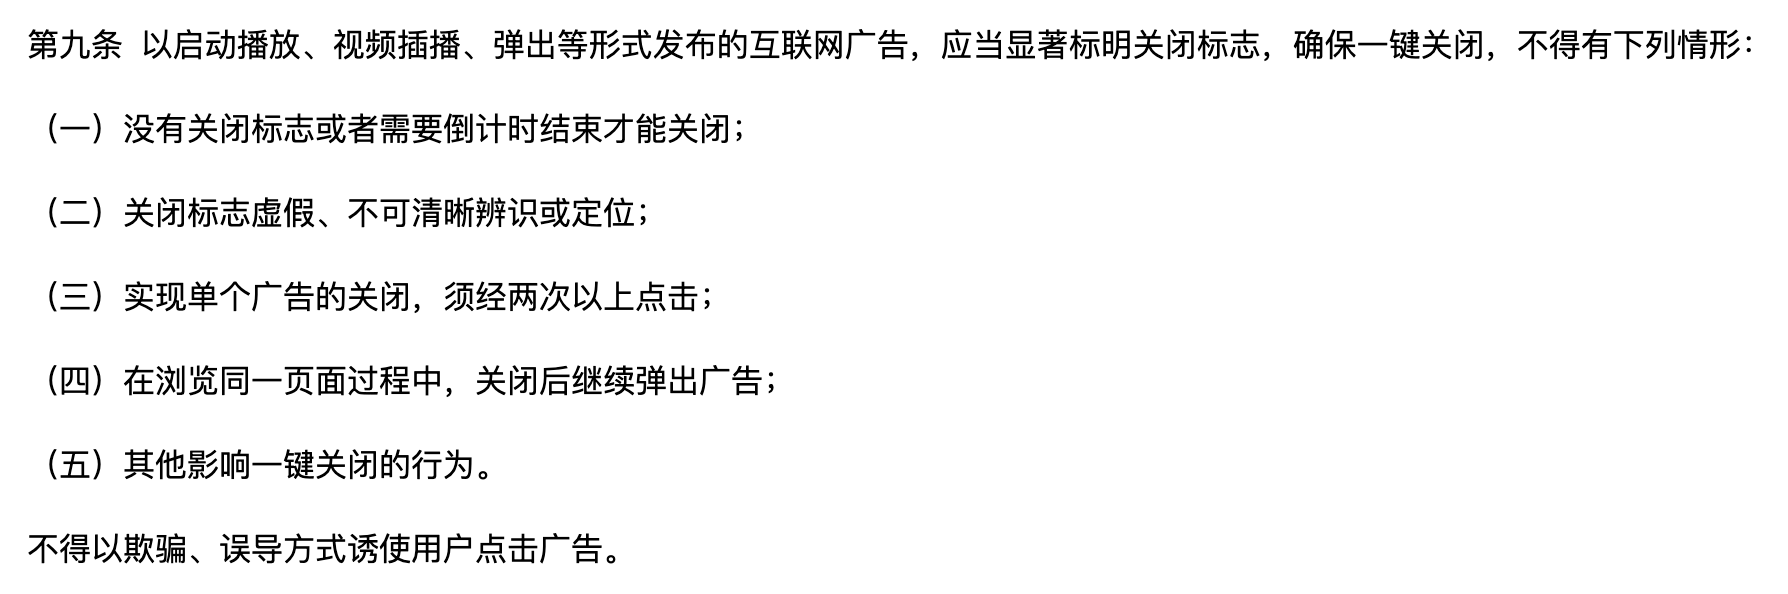 第九条 以启动播放、视频插播、弹出等形式发布的互联网广告，应当显著标明关闭标志，确保一键关闭，不得有下列情形：
（一）没有关闭标志或者需要倒计时结束才能关闭；
（二）关闭标志虚假、不可清晰辨识或定位；
（三）实现单个广告的关闭，须经两次以上点击；
（四）在浏览同一页面过程中，关闭后继续弹出广告；
（五）其他影响一键关闭的行为。
不得以欺骗、误导方式诱使用户点击广告。